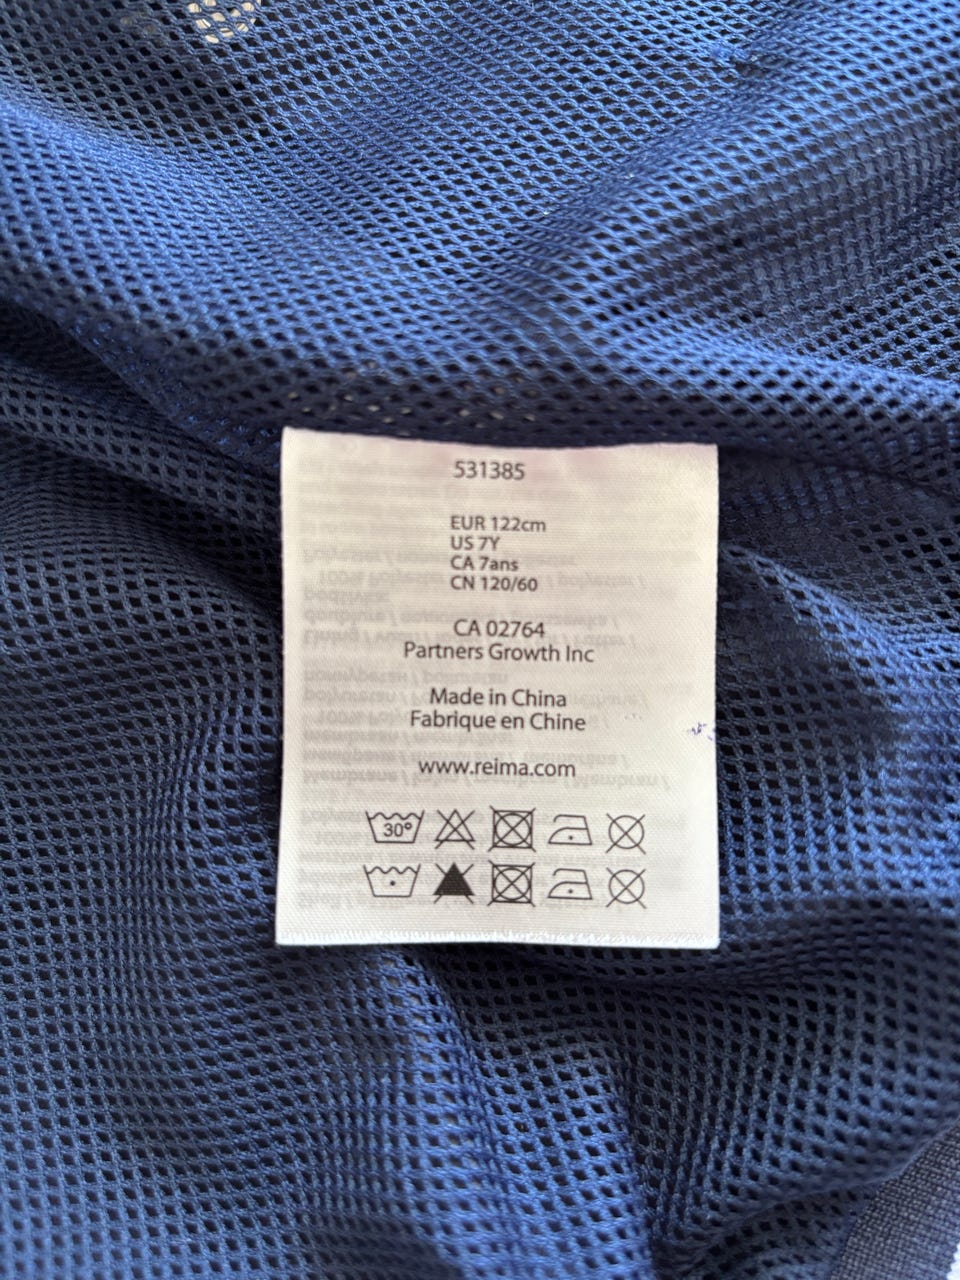 531385
EUR 122cm
US 7Y
CA 7ans
CN 120/60
CA 02764
Partners Growth Inc
Made in China
Fabrique en Chine
www.reima.com
30°